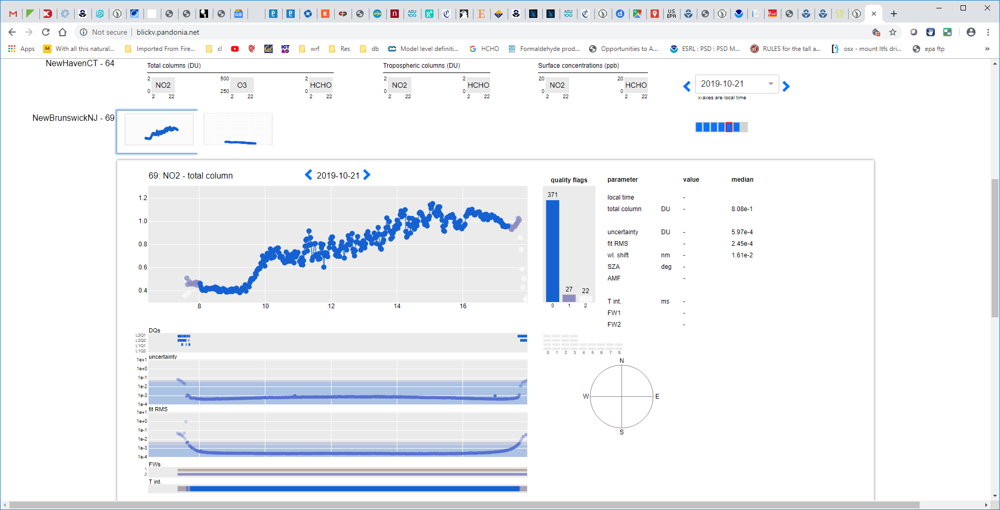 Not secure blickv.pandonia.net
Apps With all this natural... Imported From Fire... cl wrf Res db Model level definiti... HCHO Formaldehyde prod... Opportunities to A... ESRL : PSD : PSD M... RULES for the tall a... osx - mount ltfs dri... epa ftp »
NewHavenCT - 64
Total columns (DU)
Tropospheric columns (DU)
Surface concentrations (ppb)
2 NO2 0 2 22
500 O3 250 2 22
2 HCHO 0 2 22
2 NO2 0 2 22
2 HCHO 0 2 22
20 NO2 0 2 22
20 HCHO 0 2 22
2019-10-21
x-axes are local time
NewBrunswickNJ - 69
69: NO2 - total column
2019-10-21
1.2
1.0
0.8
0.6
0.4
8 10 12 14 16
quality flags
371
27
22
0 1 2
parameter value median
local time -
total column DU - 8.08e-1
uncertainty DU - 5.97e-4
fit RMS - 2.45e-4
wl. shift nm - 1.61e-2
SZA deg -
AMF -
T int. ms -
FW1 -
FW2 -
DQs
L2Q1
L2Q2
L1Q1
L1Q2
0 1 2 3 4 5 6 7 8
uncertainty
1e+1
1e+0
1e-1
1e-2
1e-3
1e-4
fit RMS
1e+1
1e+0
1e-1
1e-2
1e-3
1e-4
FWs
1
2
T int.
N
W E
S